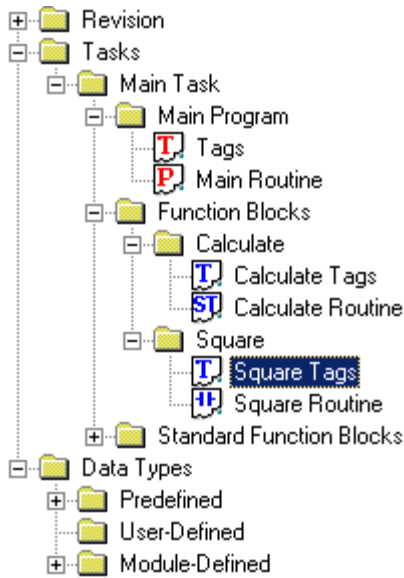 Revision
Tasks
Main Task
Main Program
T Tags
P Main Routine
Function Blocks
Calculate
T Calculate Tags
ST Calculate Routine
Square
T Square Tags
Square Routine
Standard Function Blocks
Data Types
Predefined
User-Defined
Module-Defined